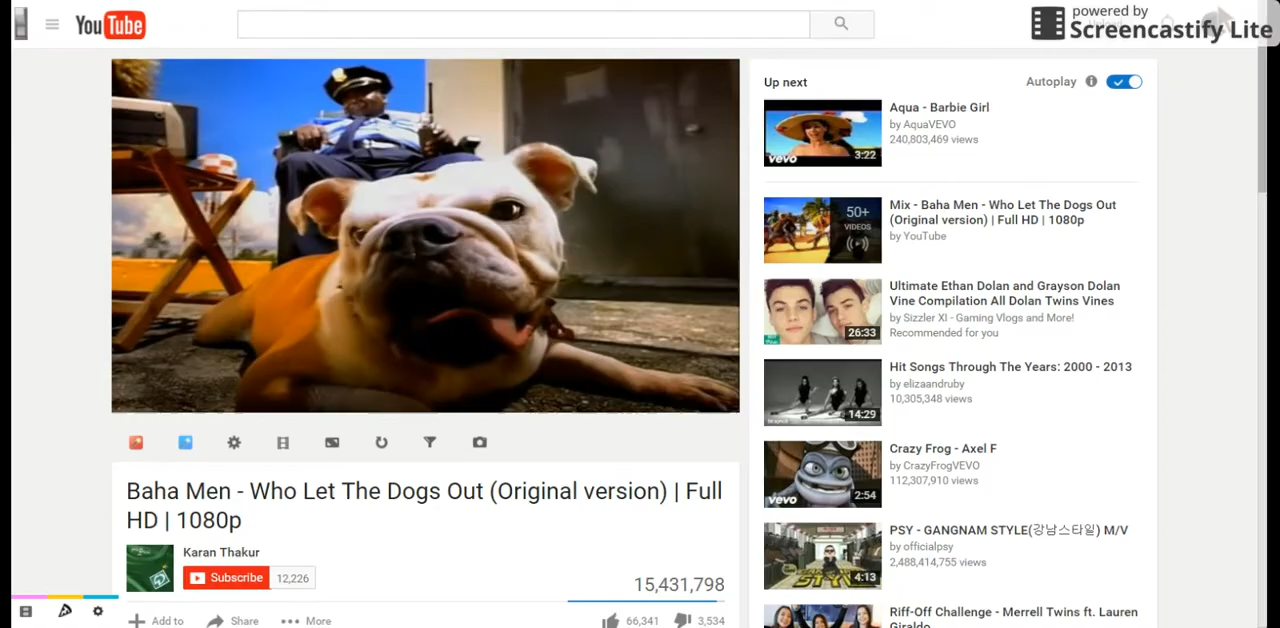 YouTube
powered by
Screencastify Lite
Up next
Autoplay
Aqua - Barbie Girl
by AquaVEVO
240,803,469 views
vevo
3:22
Mix - Baha Men - Who Let The Dogs Out
(Original version) | Full HD | 1080p
by YouTube
50+
VIDEOS
Ultimate Ethan Dolan and Grayson Dolan
Vine Compilation All Dolan Twins Vines
by Sizzler XI - Gaming Vlogs and More!
Recommended for you
26:33
Hit Songs Through The Years: 2000 - 2013
by elizaandruby
10,305,348 views
14:29
Crazy Frog - Axel F
by CrazyFrogVEVO
112,307,910 views
vevo
2:54
PSY - GANGNAM STYLE(강남스타일) M/V
by officialpsy
2,488,414,755 views
4:13
Riff-Off Challenge - Merrell Twins ft. Lauren
Giraldo
Baha Men - Who Let The Dogs Out (Original version) | Full
HD | 1080p
Karan Thakur
Subscribe 12,226
15,431,798
Add to Share More 66,341 3,534